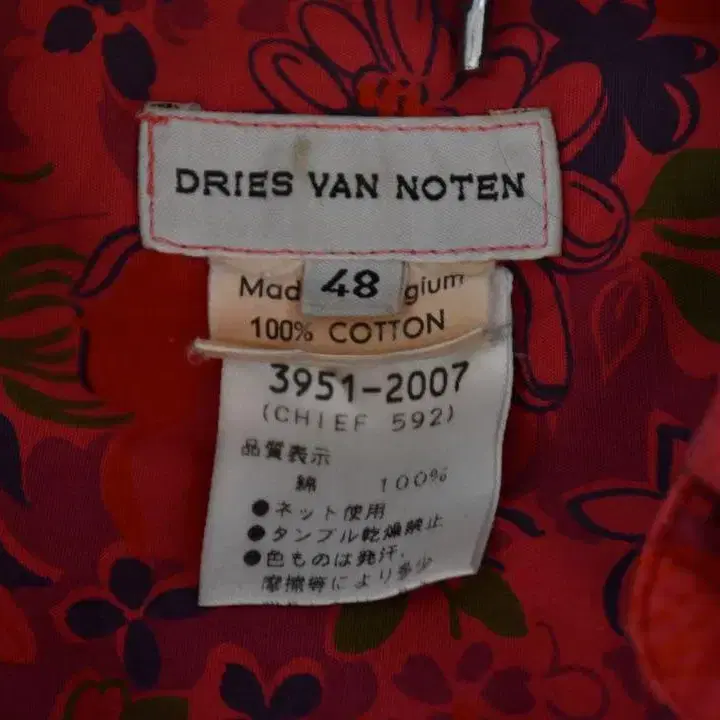 DRIES VAN NOTEN
Mad 48 gium
100% COTTON
3951-2007
(CHIEF 592)
品質表示
綿 100%
●ネット使用
●タンブル乾燥禁止
●色ものは発汗、
摩擦等により多少